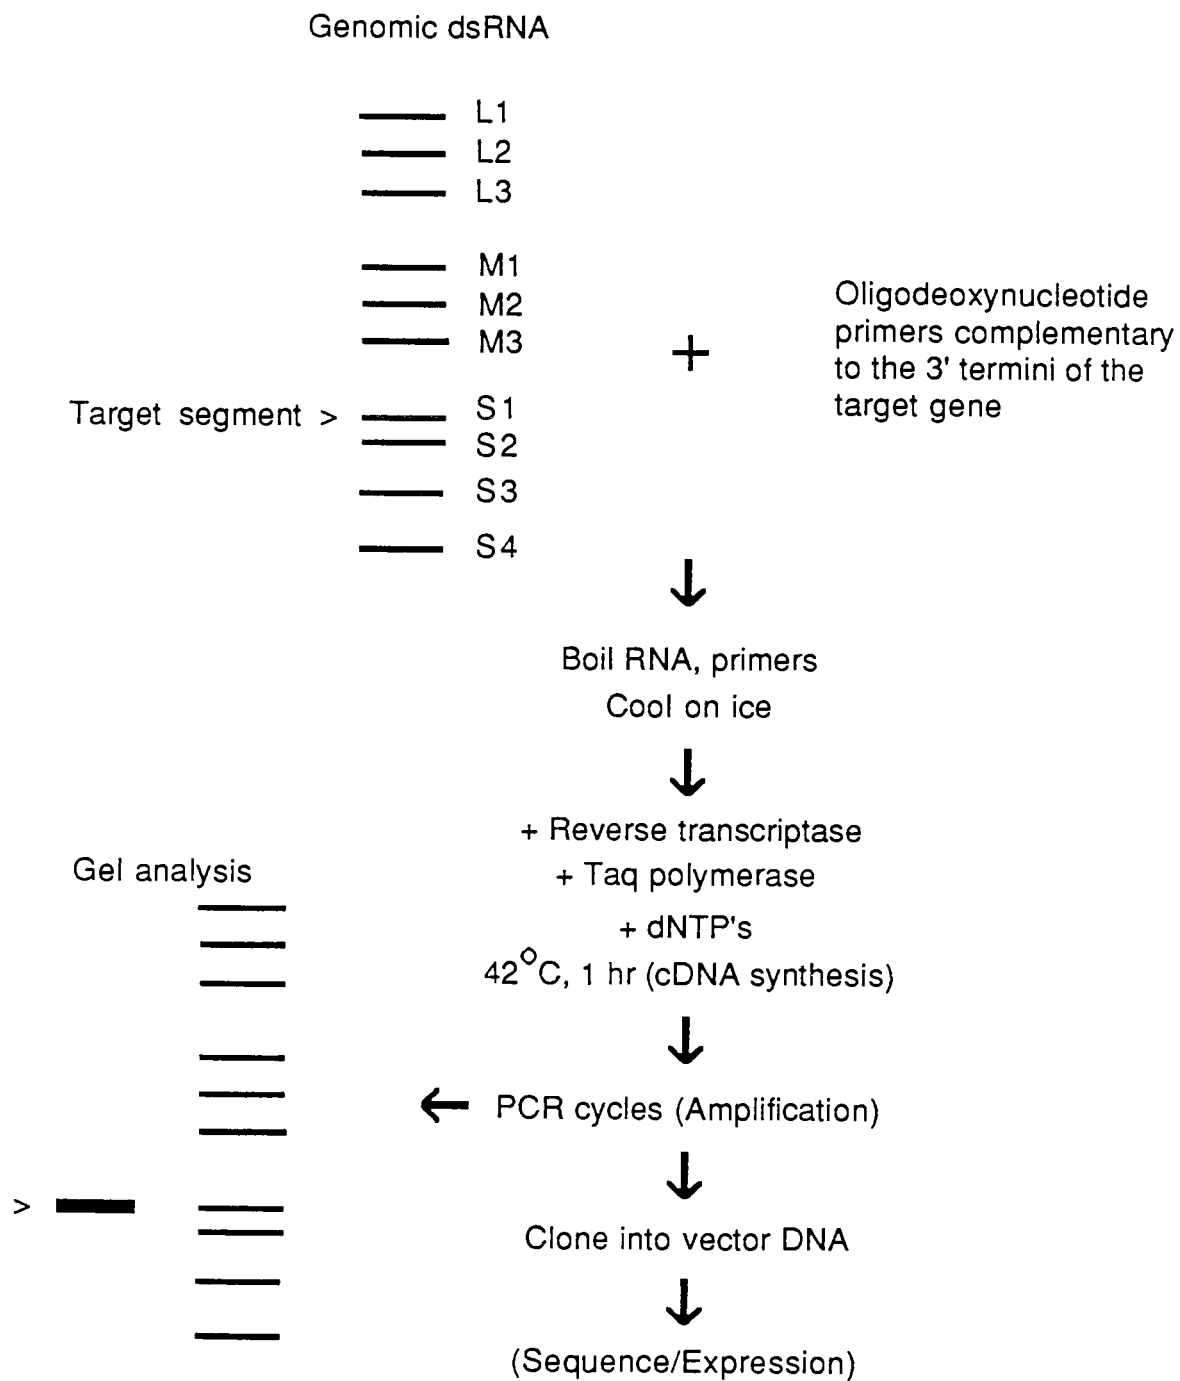 Genomic dsRNA
L1
L2
L3
M1
M2
M3
Target segment >
S1
S2
S3
S4
+
Oligodeoxynucleotide
primers complementary
to the 3' termini of the
target gene
Boil RNA, primers
Cool on ice
+ Reverse transcriptase
+ Taq polymerase
+ dNTP's
42°C, 1 hr (cDNA synthesis)
Gel analysis
PCR cycles (Amplification)
>
Clone into vector DNA
(Sequence/Expression)